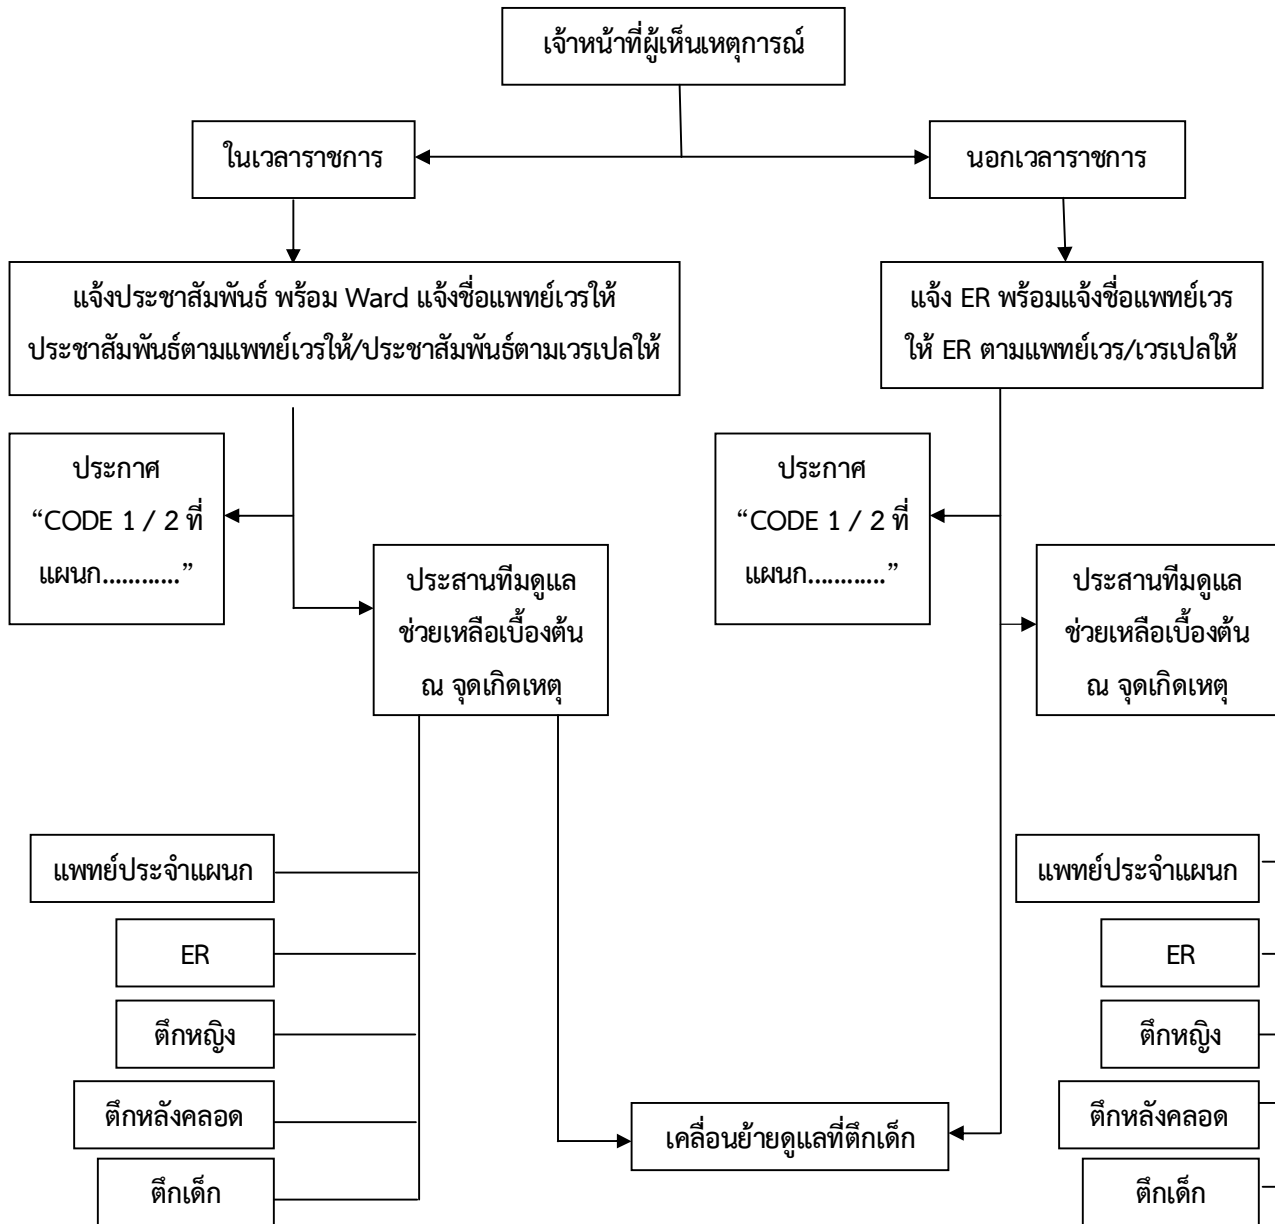 เจ้าหน้าที่ผู้เห็นเหตุการณ์
ในเวลาราชการ
นอกเวลาราชการ
แจ้งประชาสัมพันธ์ พร้อม Ward แจ้งชื่อแพทย์เวรให้
ประชาสัมพันธ์ตามแพทย์เวรให้/ประชาสัมพันธ์ตามเวรเปลให้
แจ้ง ER พร้อมแจ้งชื่อแพทย์เวร
ให้ ER ตามแพทย์เวร/เวรเปลให้
ประกาศ
“CODE 1 / 2 ที่
แผนก............”
ประสานทีมดูแล
ช่วยเหลือเบื้องต้น
ณ จุดเกิดเหตุ
ประกาศ
“CODE 1 / 2 ที่
แผนก............”
ประสานทีมดูแล
ช่วยเหลือเบื้องต้น
ณ จุดเกิดเหตุ
แพทย์ประจำแผนก
ER
ตึกหญิง
ตึกหลังคลอด
ตึกเด็ก
เคลื่อนย้ายดูแลที่ตึกเด็ก
แพทย์ประจำแผนก
ER
ตึกหญิง
ตึกหลังคลอด
ตึกเด็ก